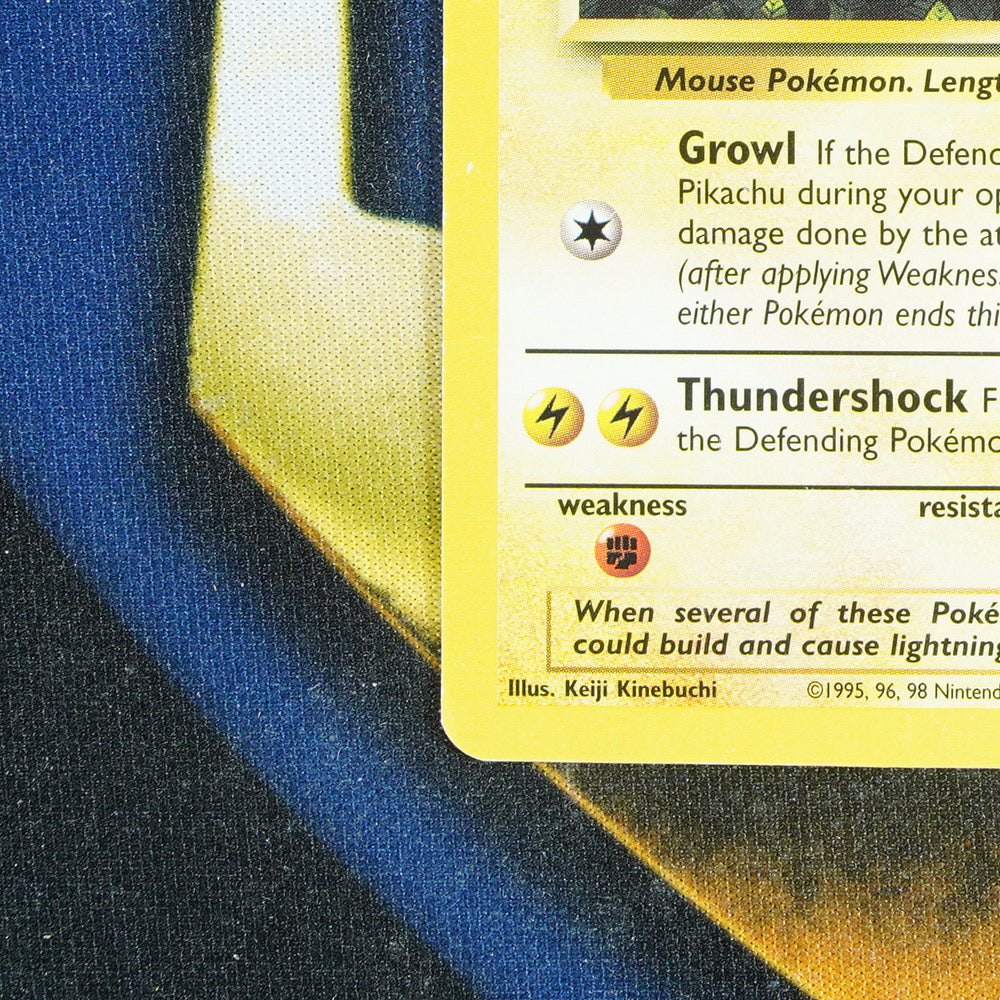 Mouse Pokémon. Lengt
Growl If the Defend
Pikachu during your op
damage done by the at
(after applying Weaknes
either Pokémon ends thi
Thundershock F
the Defending Pokémo
weakness resista
When several of these Poké
could build and cause lightning
Illus. Keiji Kinebuchi ©1995, 96, 98 Nintend